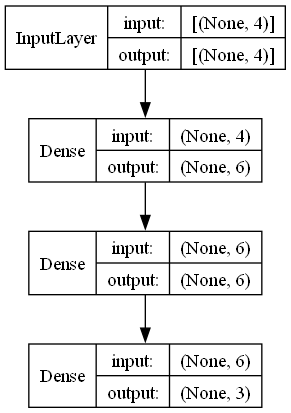 InputLayer input: [(None, 4)]
output: [(None, 4)]
Dense input: (None, 4)
output: (None, 6)
Dense input: (None, 6)
output: (None, 6)
Dense input: (None, 6)
output: (None, 3)